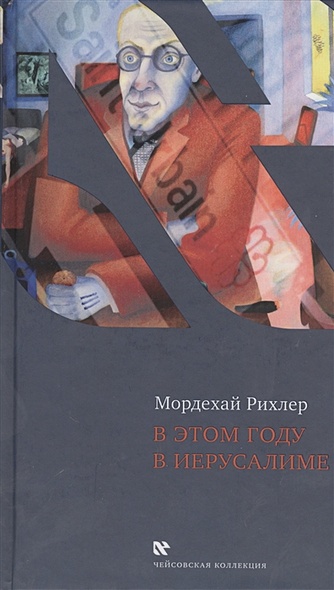 Мордехай Рихлер
В ЭТОМ ГОДУ
В ИЕРУСАЛИМЕ
ЧЕЙСОВСКАЯ КОЛЛЕКЦИЯ